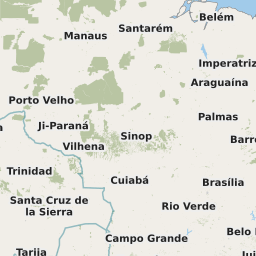 Belém
Santarém
Manaus
Imperatriz
Araguaína
Porto Velho
Palmas
Ji-Paraná
Sinop
Vilhena
Trinidad
Cuiabá
Brasília
Santa Cruz de
la Sierra
Rio Verde
Campo Grande
Tarija